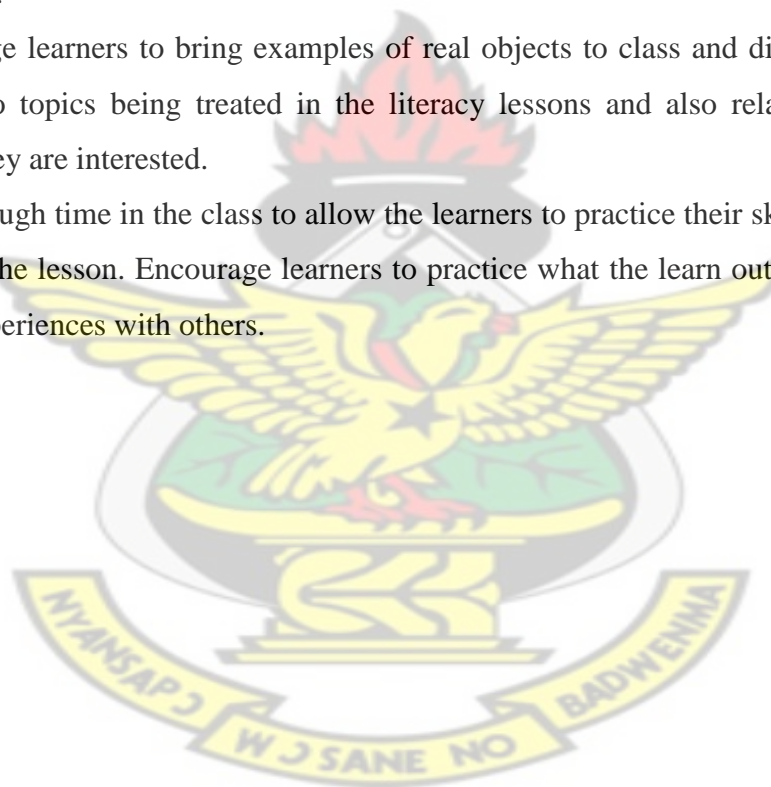 ge learners to bring examples of real objects to class and di
o topics being treated in the literacy lessons and also rela
ey are interested.
ugh time in the class to allow the learners to practice their sk
he lesson. Encourage learners to practice what the learn out
periences with others.
NYANSAPƆ WƆSANE NO BADWENMA